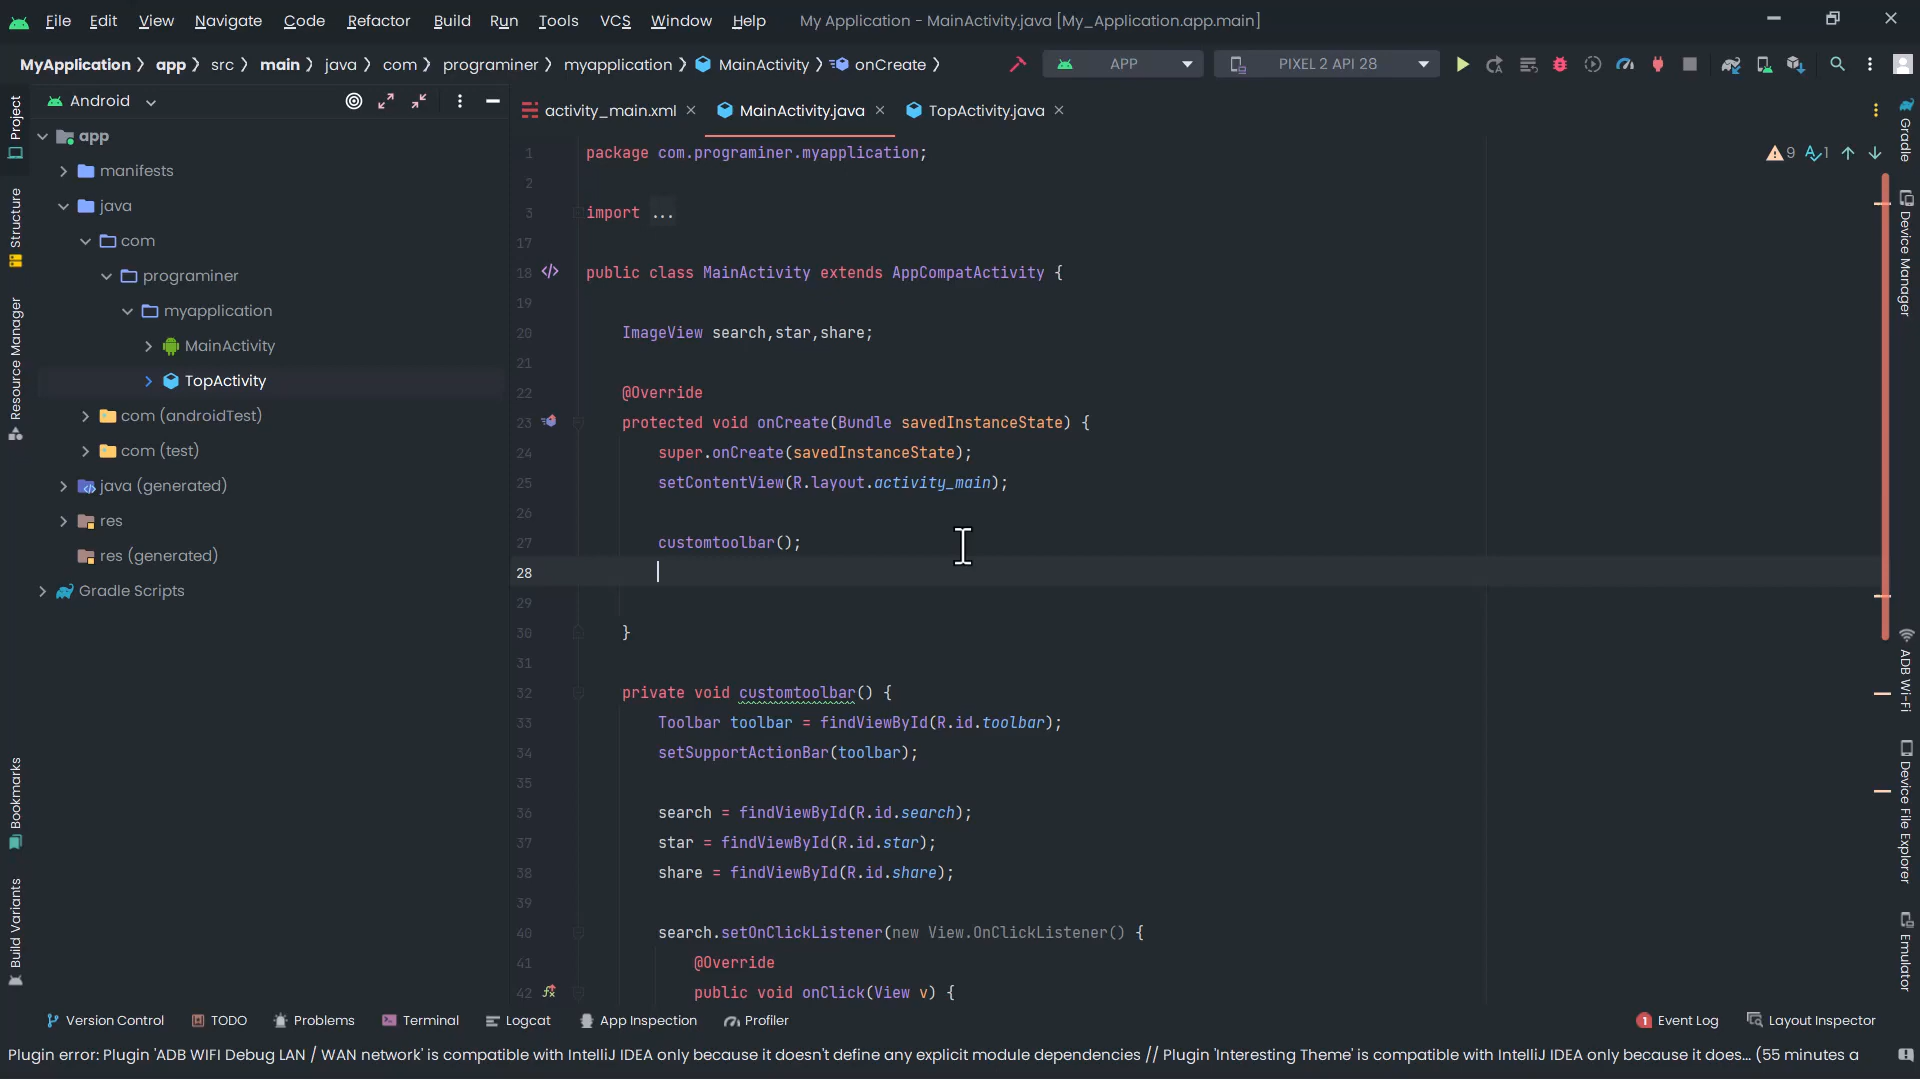 File Edit View Navigate Code Refactor Build Run Tools VCS Window Help My Application - MainActivity.java [My_Application.app.main]
MyApplication app src main java com programiner myapplication MainActivity onCreate APP PIXEL 2 API 28
Android
activity_main.xml MainActivity.java TopActivity.java
app
manifests
java
com
programiner
myapplication
MainActivity
TopActivity
com (androidTest)
com (test)
java (generated)
res
res (generated)
Gradle Scripts
Project
Structure
Resource Manager
Bookmarks
Build Variants
9 1
1 package com.programiner.myapplication;
2
3 import ...
17
18 public class MainActivity extends AppCompatActivity {
19
20 ImageView search,star,share;
21
22 @Override
23 protected void onCreate(Bundle savedInstanceState) {
24 super.onCreate(savedInstanceState);
25 setContentView(R.layout.activity_main);
26
27 customtoolbar();
28
29
30 }
31
32 private void customtoolbar() {
33 Toolbar toolbar = findViewById(R.id.toolbar);
34 setSupportActionBar(toolbar);
35
36 search = findViewById(R.id.search);
37 star = findViewById(R.id.star);
38 share = findViewById(R.id.share);
39
40 search.setOnClickListener(new View.OnClickListener() {
41 @Override
42 public void onClick(View v) {
Gradle
Device Manager
ADB Wi-Fi
Device File Explorer
Emulator
Version Control TODO Problems Terminal Logcat App Inspection Profiler 1 Event Log Layout Inspector
Plugin error: Plugin 'ADB WIFI Debug LAN / WAN network' is compatible with IntelliJ IDEA only because it doesn't define any explicit module dependencies // Plugin 'Interesting Theme' is compatible with IntelliJ IDEA only because it does... (55 minutes a